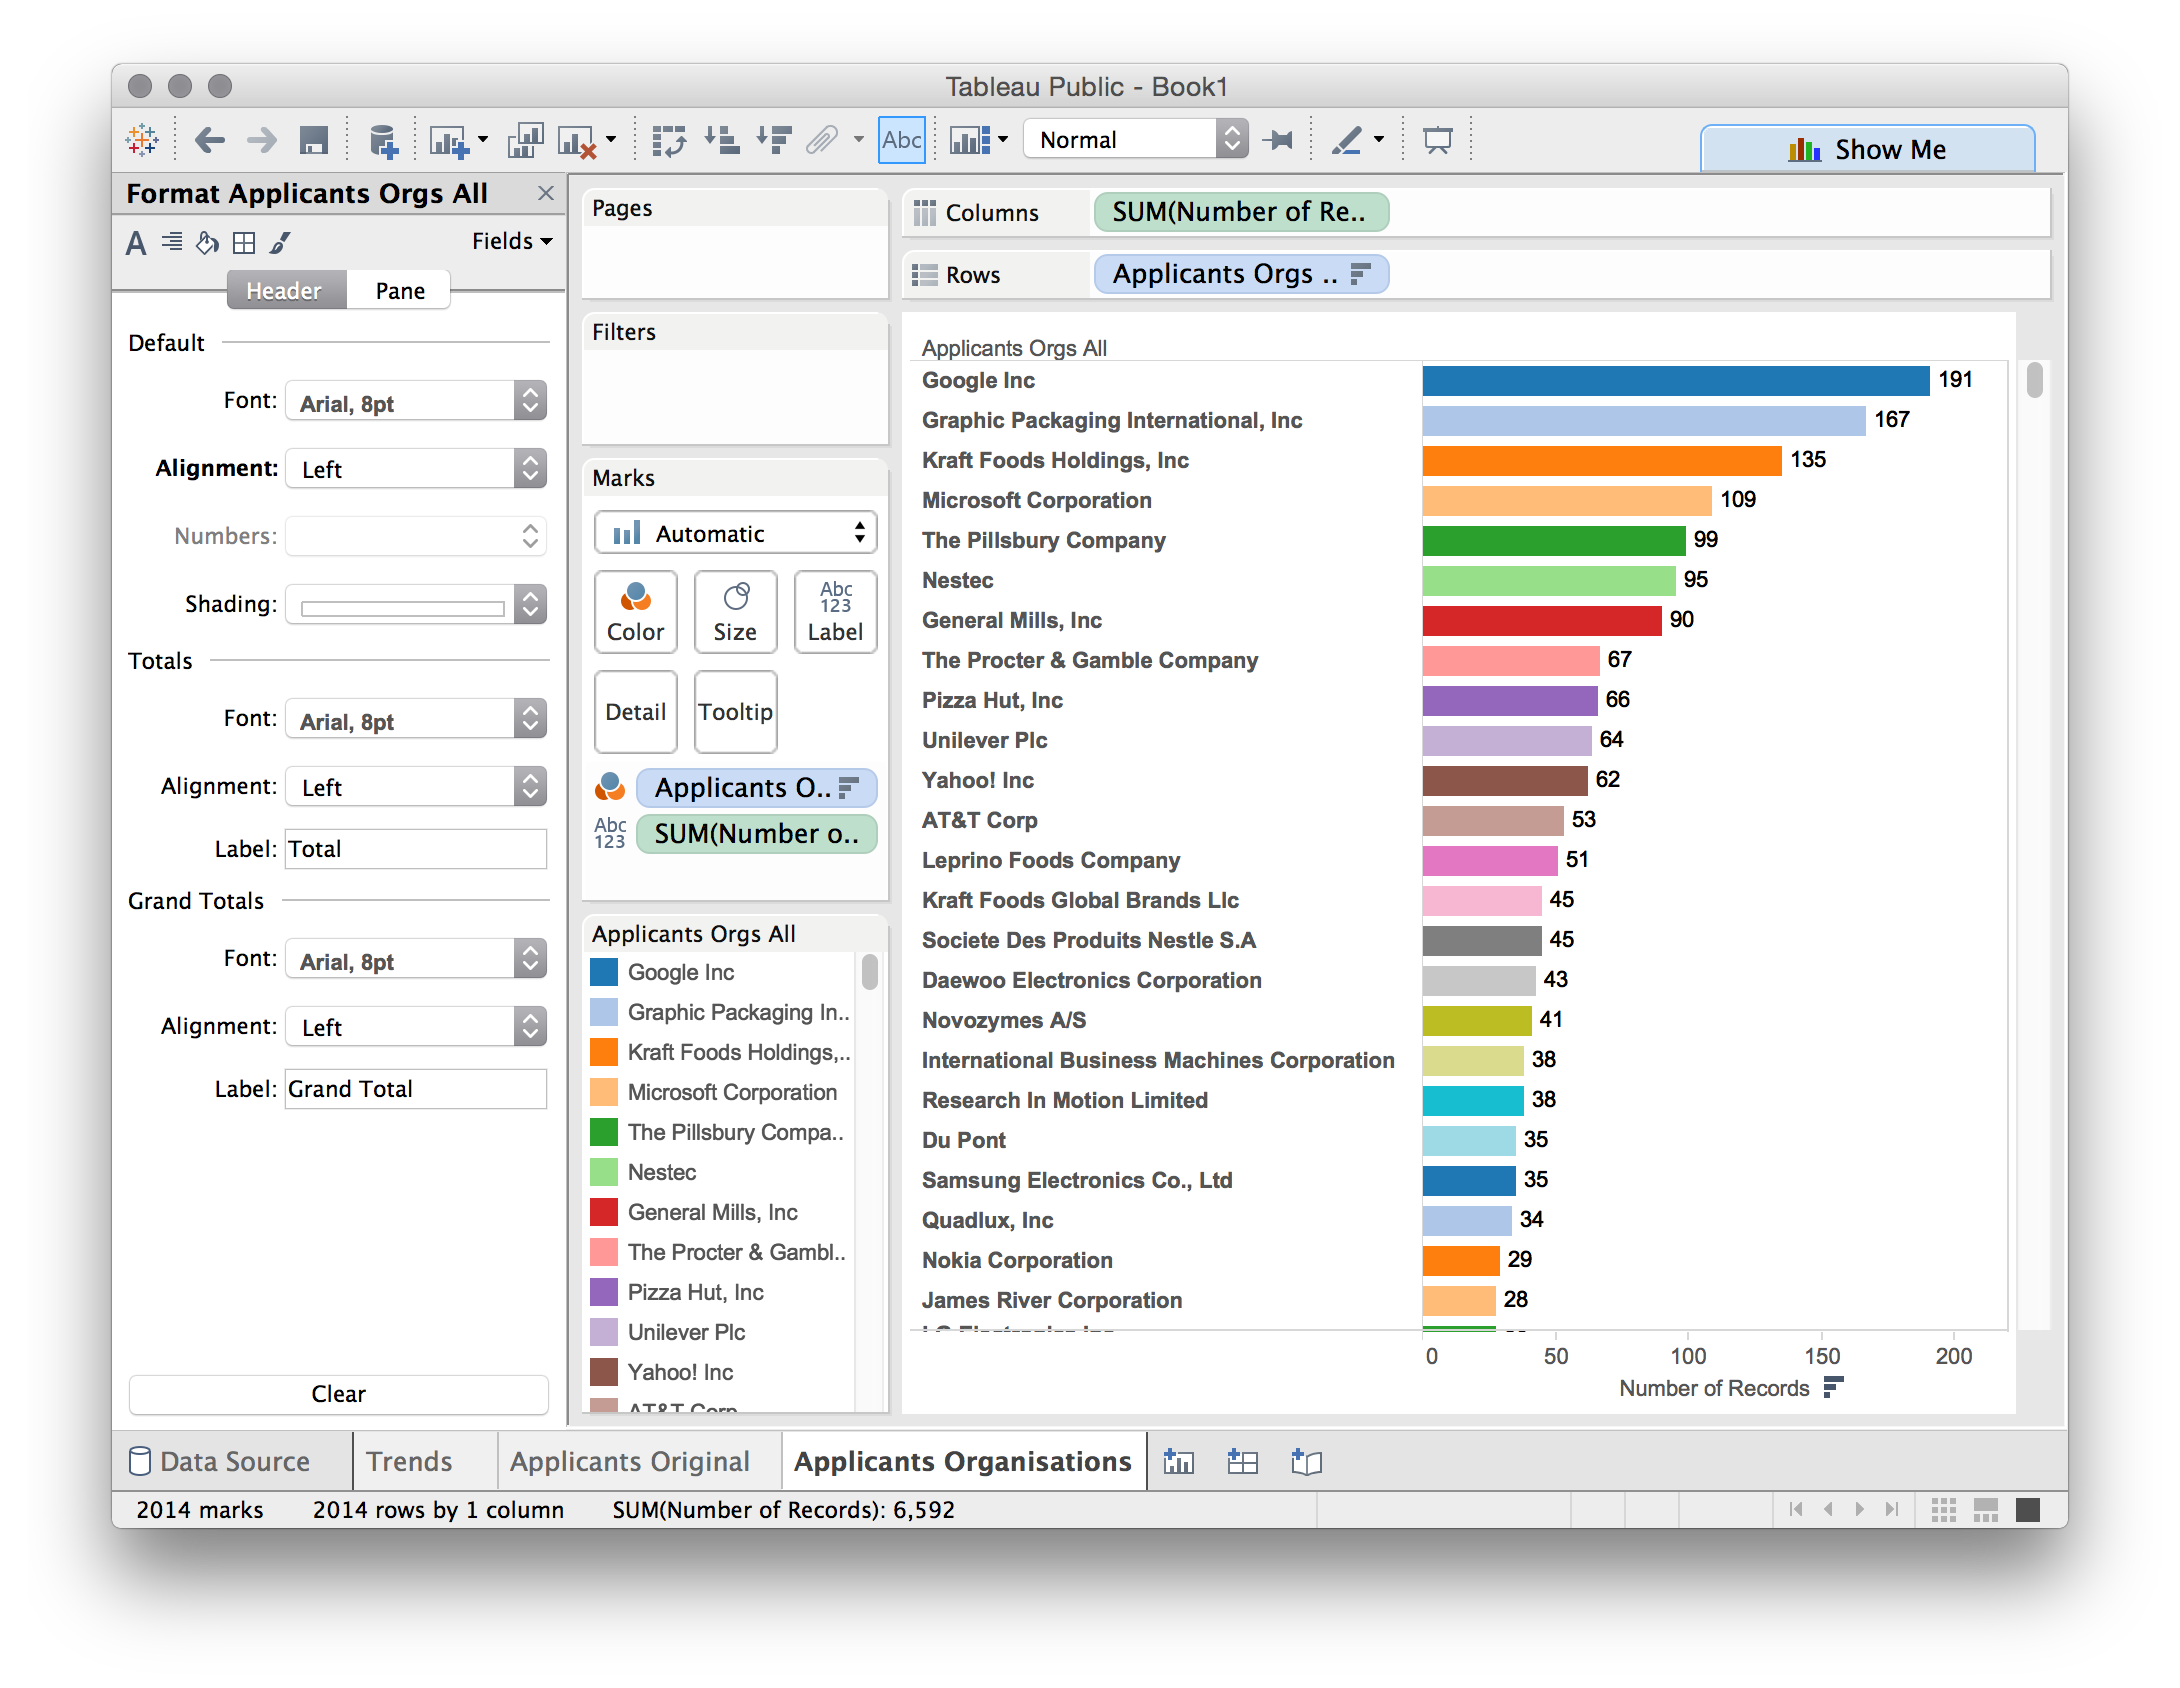 Tableau Public - Book1
Abc
Normal
Show Me
Format Applicants Orgs All
Fields
Header
Pane
Default
Font: Arial, 8pt
Alignment: Left
Numbers:
Shading:
Totals
Font: Arial, 8pt
Alignment: Left
Label: Total
Grand Totals
Font: Arial, 8pt
Alignment: Left
Label: Grand Total
Clear
Pages
Filters
Marks
Automatic
Color
Size
Abc
123
Label
Detail
Tooltip
Applicants O..
Abc
123
SUM(Number o..
Applicants Orgs All
Google Inc
Graphic Packaging In..
Kraft Foods Holdings,..
Microsoft Corporation
The Pillsbury Compa..
Nestec
General Mills, Inc
The Procter & Gambl..
Pizza Hut, Inc
Unilever Plc
Yahoo! Inc
AT&T Corp
Columns
SUM(Number of Re..
Rows
Applicants Orgs ..
Applicants Orgs All
Google Inc 191
Graphic Packaging International, Inc 167
Kraft Foods Holdings, Inc 135
Microsoft Corporation 109
The Pillsbury Company 99
Nestec 95
General Mills, Inc 90
The Procter & Gamble Company 67
Pizza Hut, Inc 66
Unilever Plc 64
Yahoo! Inc 62
AT&T Corp 53
Leprino Foods Company 51
Kraft Foods Global Brands Llc 45
Societe Des Produits Nestle S.A 45
Daewoo Electronics Corporation 43
Novozymes A/S 41
International Business Machines Corporation 38
Research In Motion Limited 38
Du Pont 35
Samsung Electronics Co., Ltd 35
Quadlux, Inc 34
Nokia Corporation 29
James River Corporation 28
0 50 100 150 200
Number of Records
Data Source
Trends
Applicants Original
Applicants Organisations
2014 marks
2014 rows by 1 column
SUM(Number of Records): 6,592